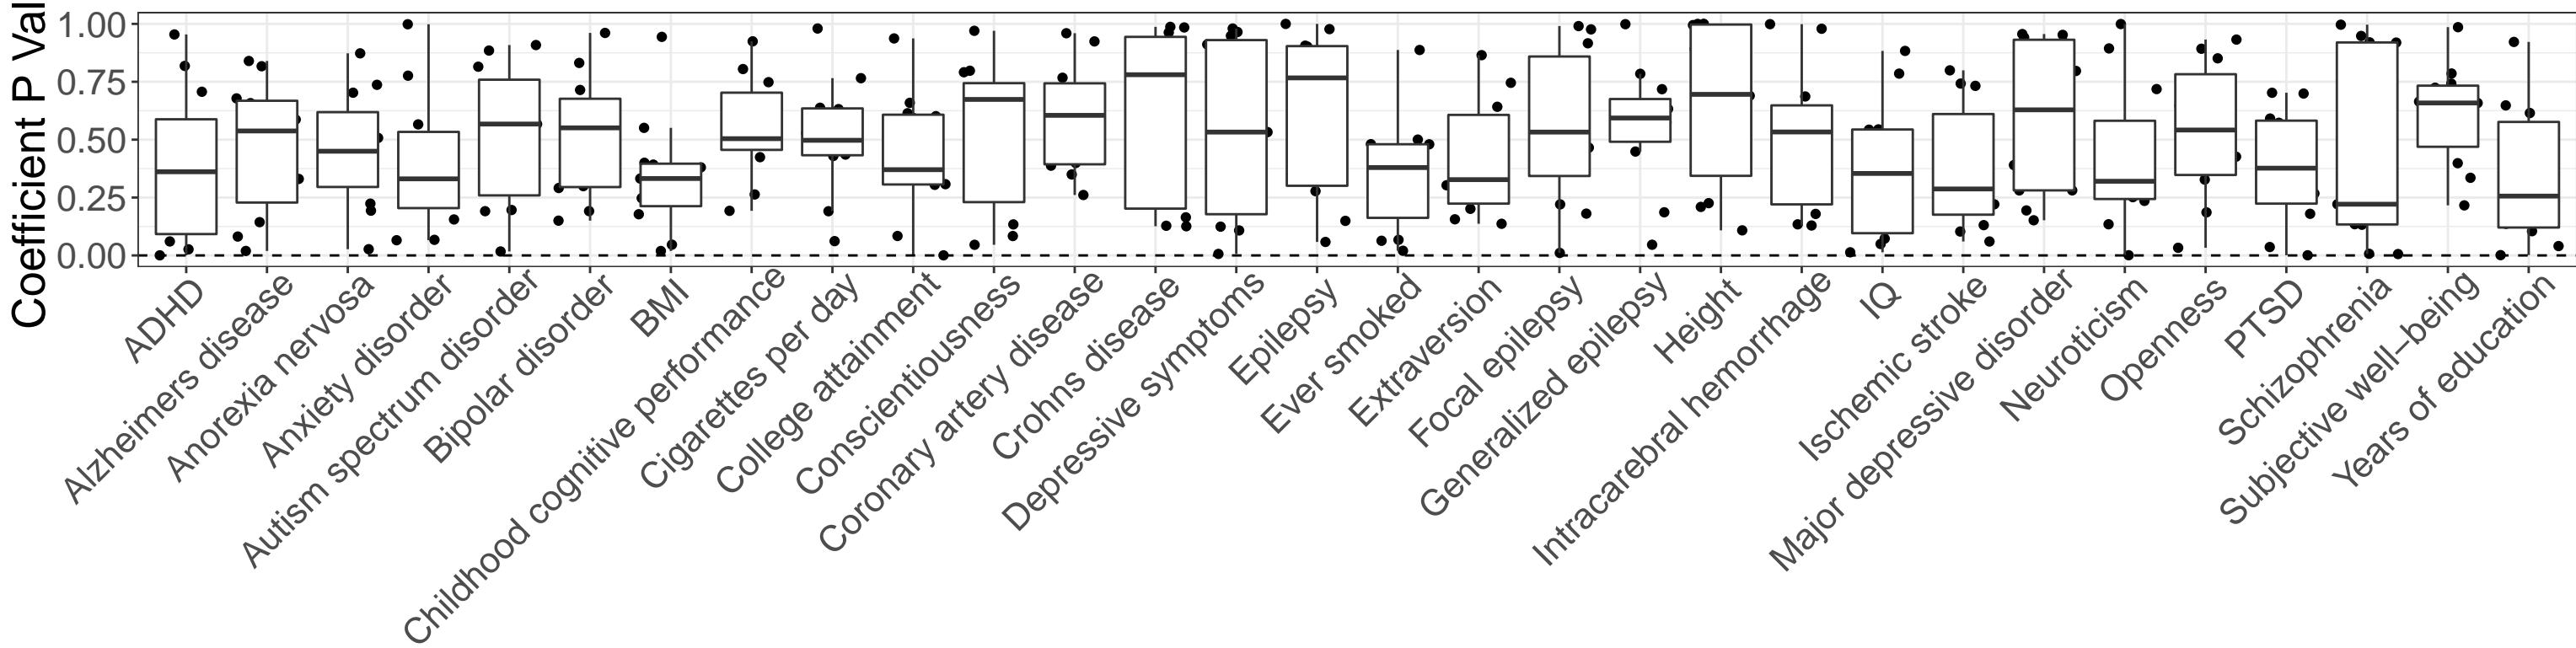 Coefficient P Val
1.00
0.75
0.50
0.25
0.00
ADHD
Alzheimers disease
Anorexia nervosa
Anxiety disorder
Autism spectrum disorder
Bipolar disorder
BMI
Childhood cognitive performance
Cigarettes per day
College attainment
Conscientiousness
Coronary artery disease
Crohns disease
Depressive symptoms
Epilepsy
Ever smoked
Extraversion
Focal epilepsy
Generalized epilepsy
Height
Intracarebral hemorrhage
IQ
Ischemic stroke
Major depressive disorder
Neuroticism
Openness
PTSD
Schizophrenia
Subjective well−being
Years of education